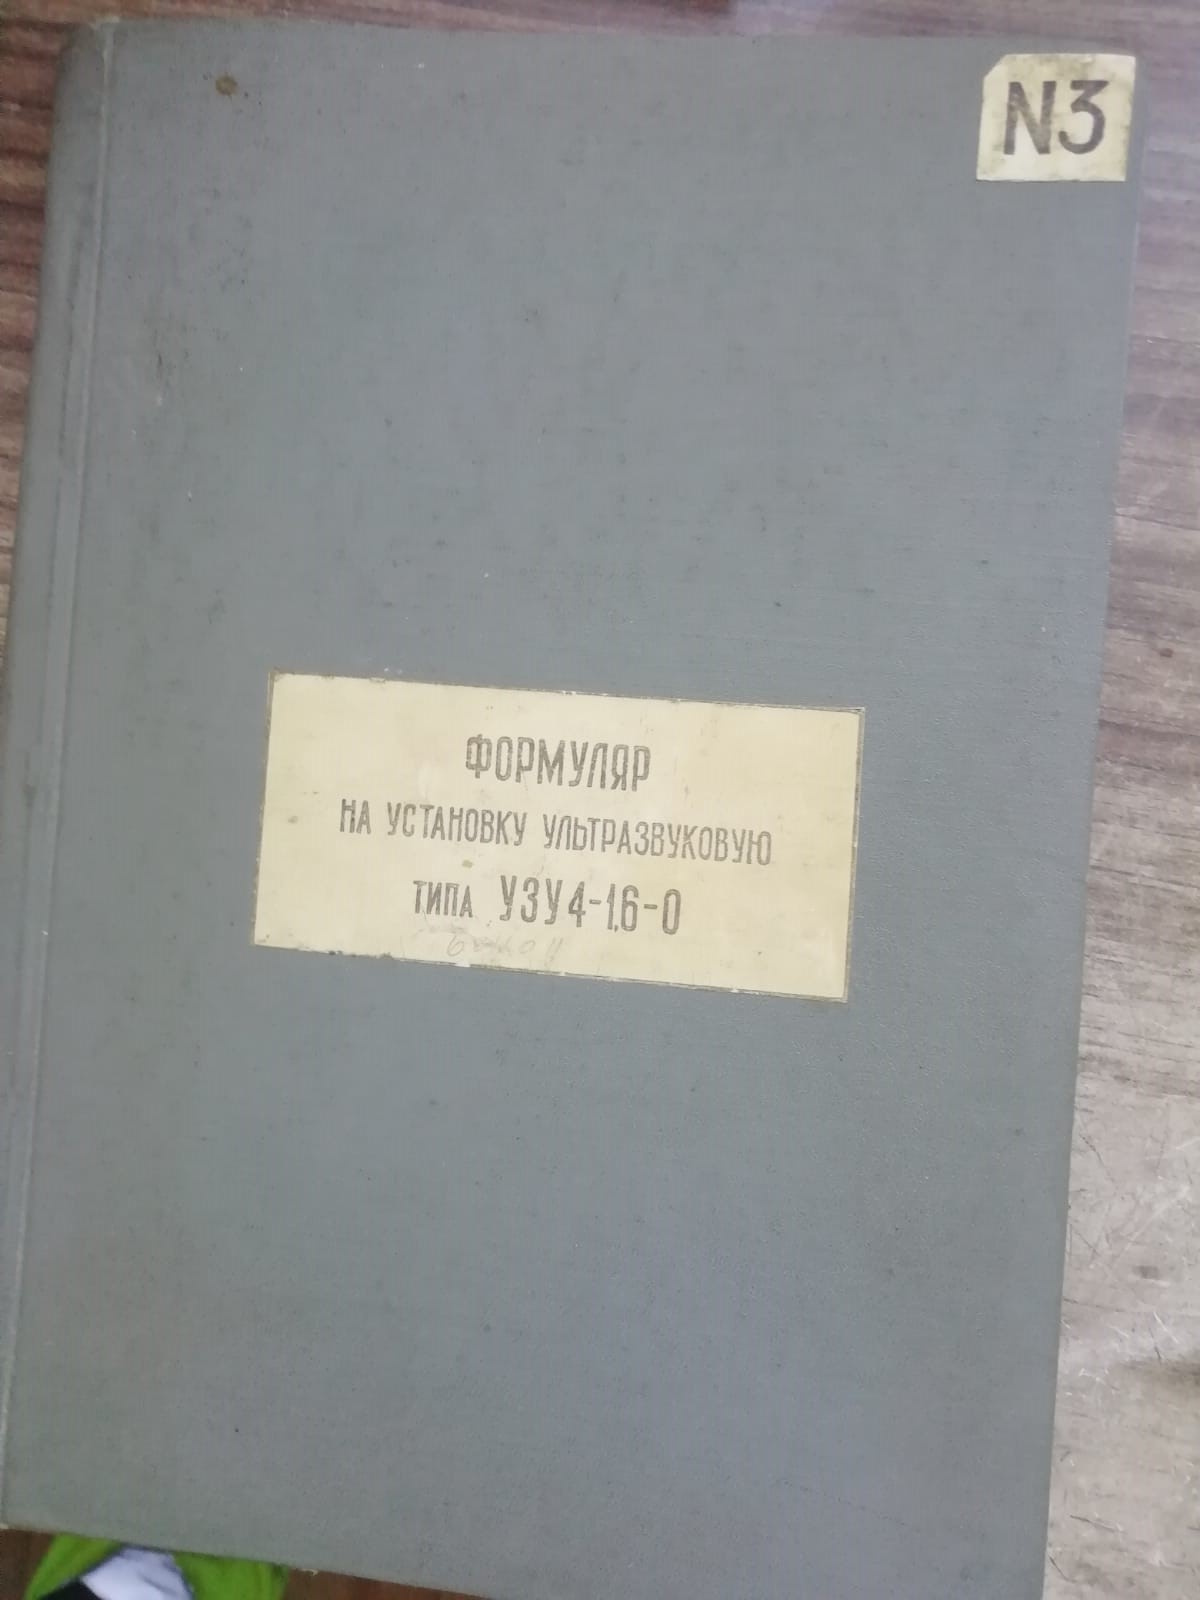 N3
ФОРМУЛЯР
НА УСТАНОВКУ УЛЬТРАЗВУКОВУЮ
ТИПА УЗУ4-1,6-0